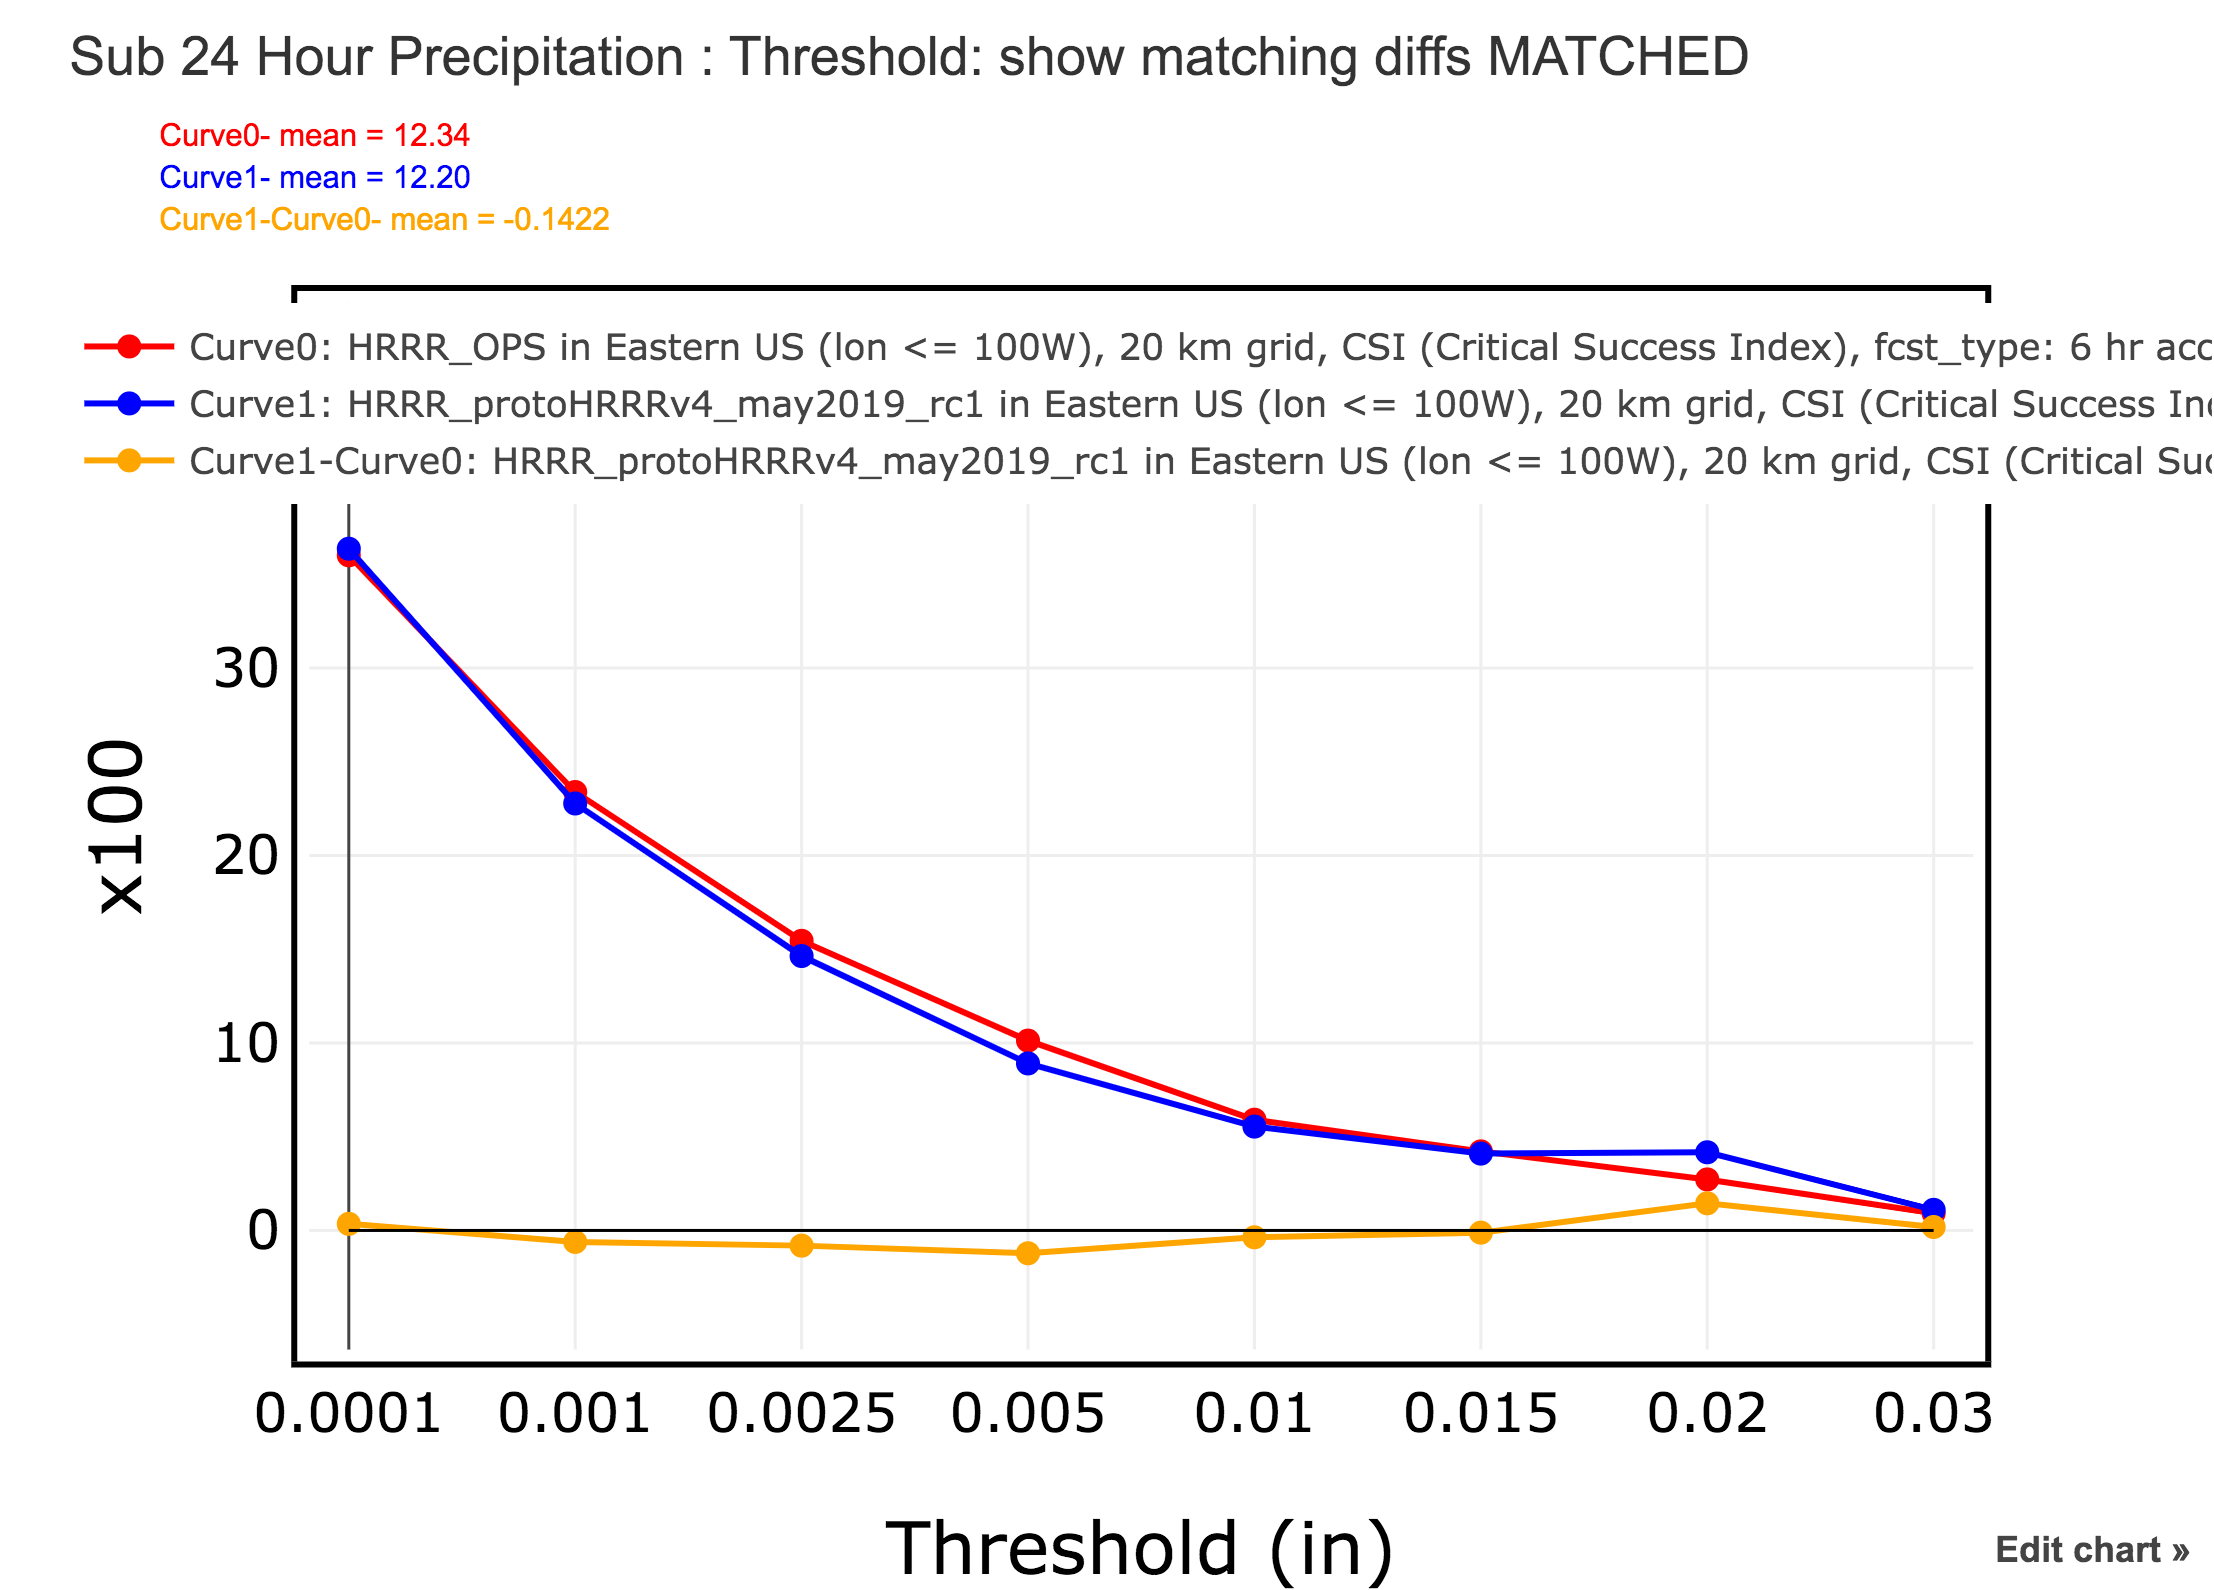 Sub 24 Hour Precipitation : Threshold: show matching diffs MATCHED
Curve0- mean = 12.34
Curve1- mean = 12.20
Curve1-Curve0- mean = -0.1422
Curve0: HRRR_OPS in Eastern US (lon <= 100W), 20 km grid, CSI (Critical Success Index), fcst_type: 6 hr acc
Curve1: HRRR_protoHRRRv4_may2019_rc1 in Eastern US (lon <= 100W), 20 km grid, CSI (Critical Success
Curve1-Curve0: HRRR_protoHRRRv4_may2019_rc1 in Eastern US (lon <= 100W), 20 km grid, CSI (Critical
30
20
10
0
x100
0.0001 0.001 0.0025 0.005 0.01 0.015 0.02 0.03
Threshold (in)
Edit chart »